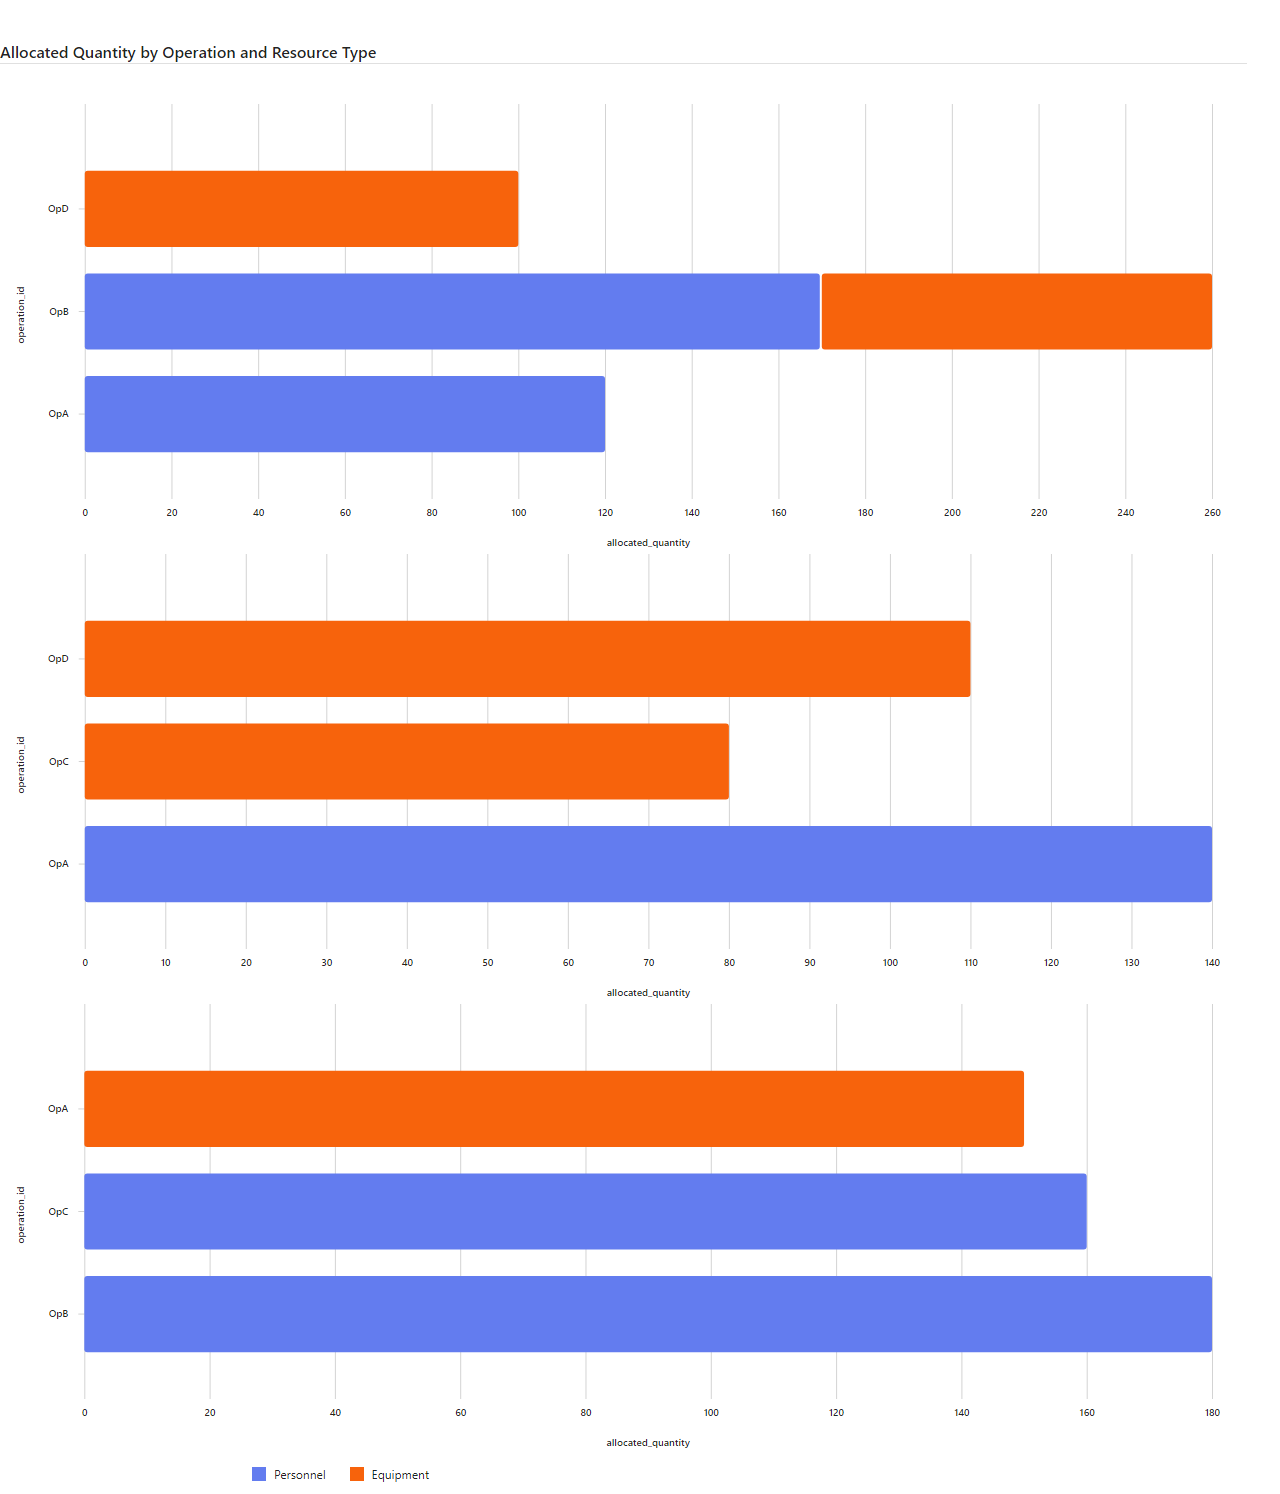 Allocated Quantity by Operation and Resource Type
operation_id
OpD
OpB
OpA
0 20 40 60 80 100 120 140 160 180 200 220 240 260
allocated_quantity
operation_id
OpD
OpC
OpA
0 10 20 30 40 50 60 70 80 90 100 110 120 130 140
allocated_quantity
operation_id
OpA
OpC
OpB
0 20 40 60 80 100 120 140 160 180
allocated_quantity
Personnel Equipment